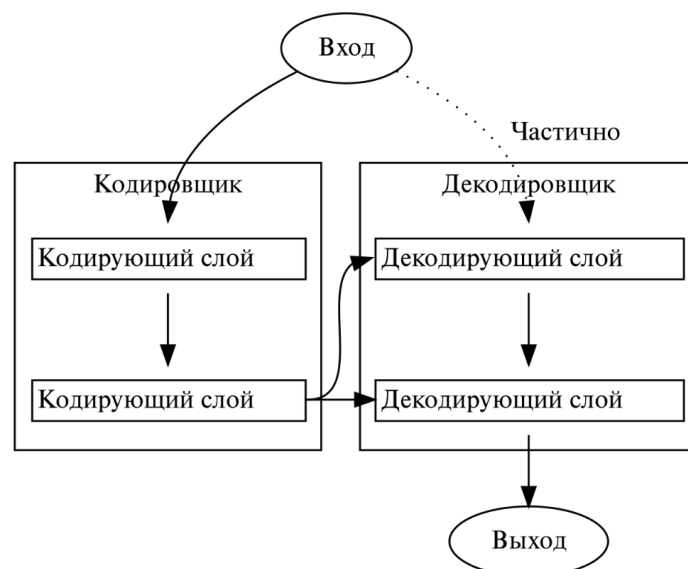 Вход
Частично
Кодировщик
Декодировщик
Кодирующий слой
Декодирующий слой
Кодирующий слой
Декодирующий слой
Выход